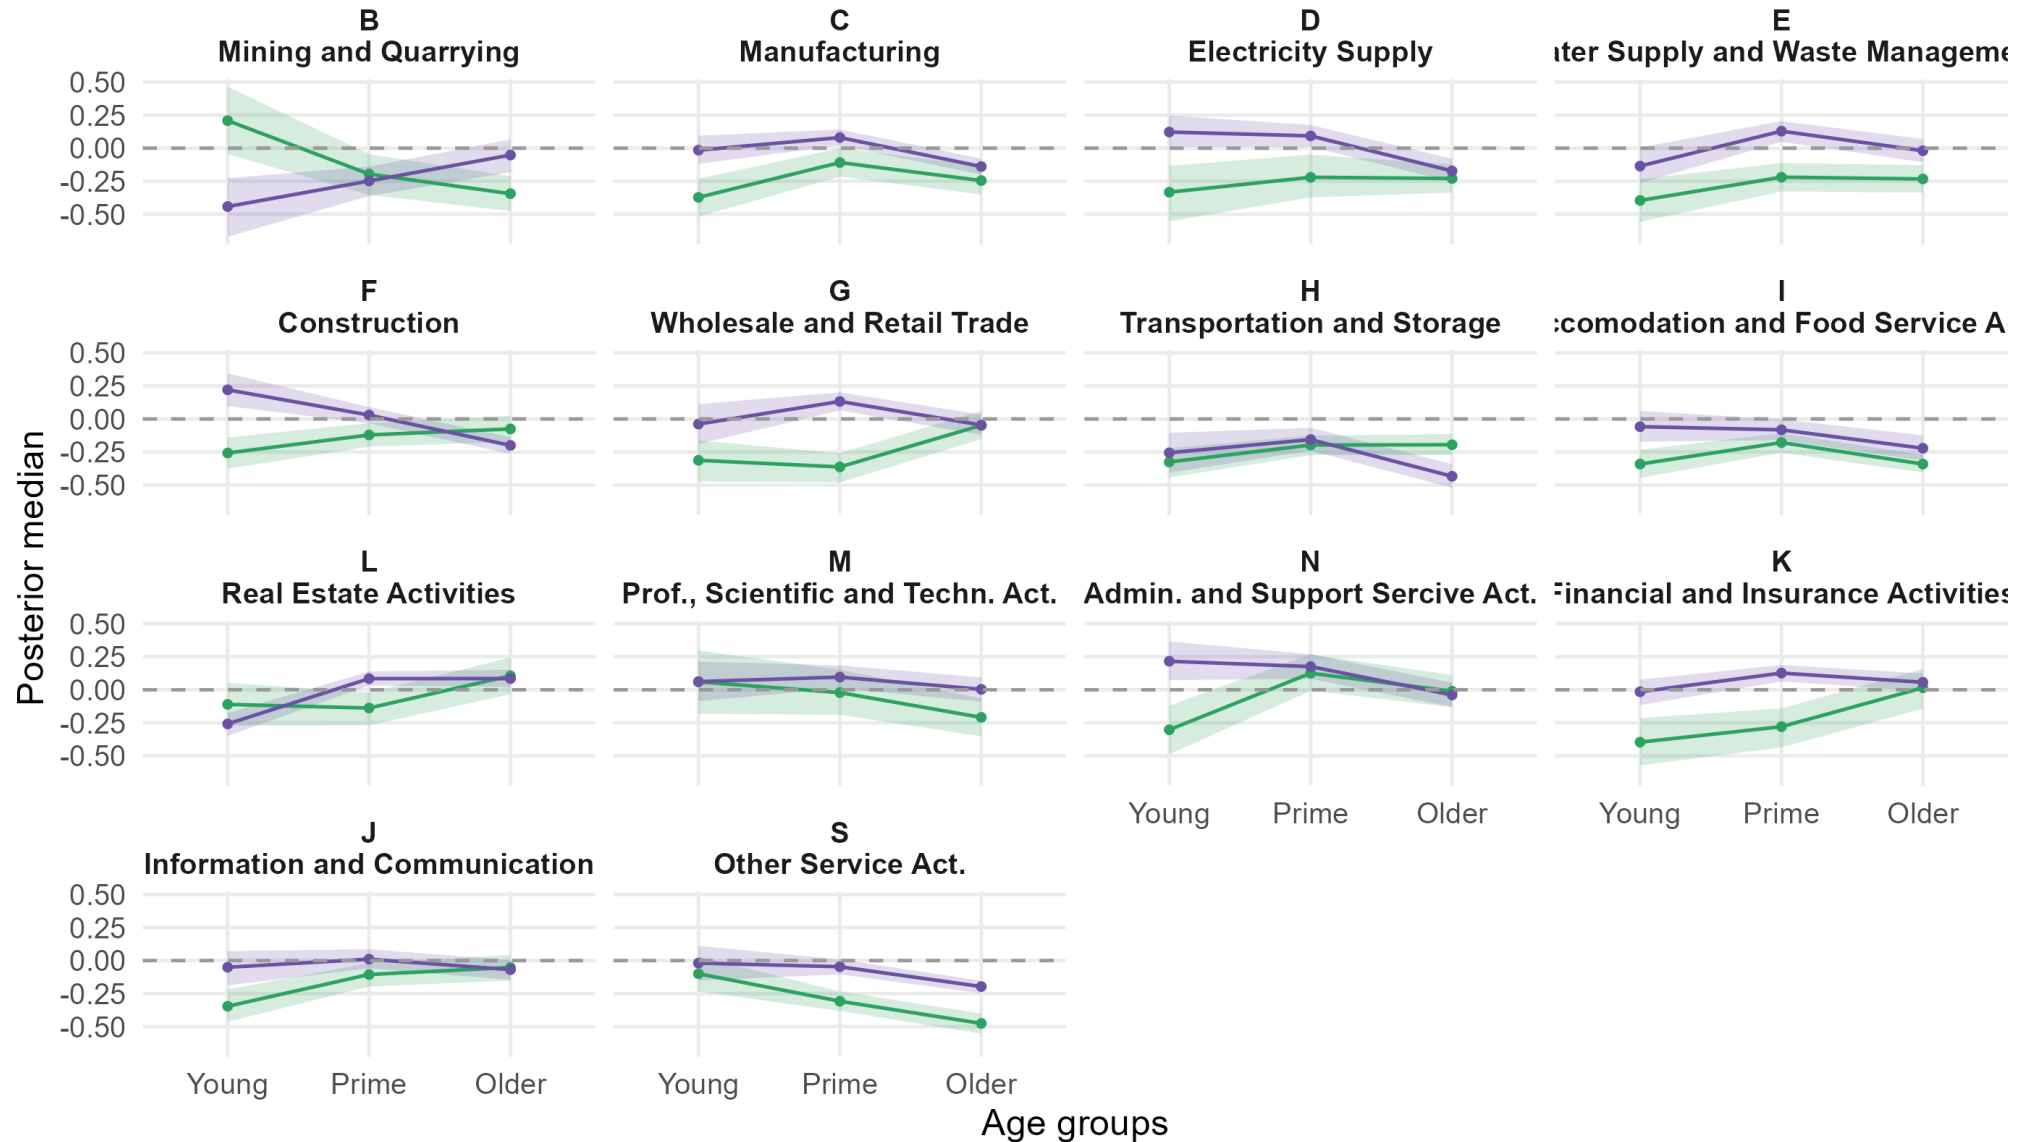 B
Mining and Quarrying
C
Manufacturing
D
Electricity Supply
E
ater Supply and Waste Manageme
0.50
0.25
0.00
-0.25
-0.50
F
Construction
G
Wholesale and Retail Trade
H
Transportation and Storage
I
ccomodation and Food Service A
0.50
0.25
0.00
-0.25
-0.50
L
Real Estate Activities
M
Prof., Scientific and Techn. Act.
N
Admin. and Support Sercive Act.
K
Financial and Insurance Activities
0.50
0.25
0.00
-0.25
-0.50
Young Prime Older
Young Prime Older
J
Information and Communication
S
Other Service Act.
0.50
0.25
0.00
-0.25
-0.50
Young Prime Older
Young Prime Older
Posterior median
Age groups